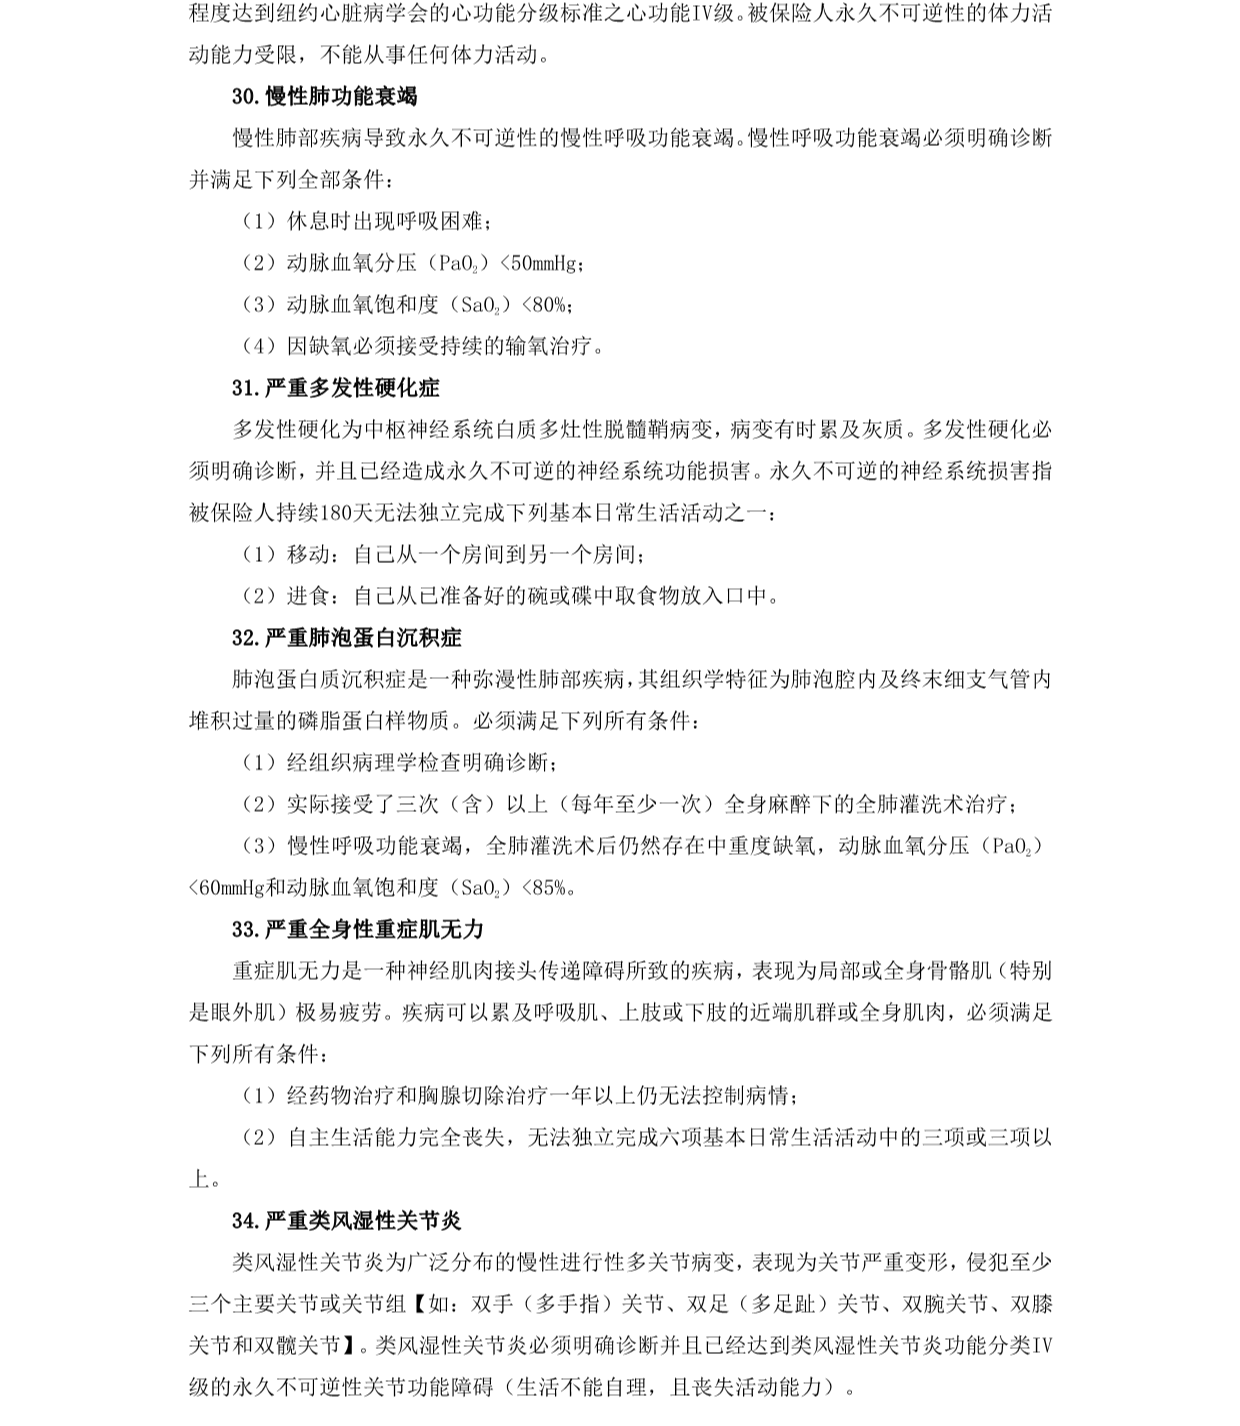 程度达到纽约心脏病学会的心功能分级标准之心功能IV级。被保险人永久不可逆性的体力活
动能力受限，不能从事任何体力活动。
30.慢性肺功能衰竭
慢性肺部疾病导致永久不可逆性的慢性呼吸功能衰竭。慢性呼吸功能衰竭必须明确诊断
并满足下列全部条件：
（1）休息时出现呼吸困难；
（2）动脉血氧分压（PaO₂）<50mmHg；
（3）动脉血氧饱和度（SaO₂）<80%；
（4）因缺氧必须接受持续的输氧治疗。
31.严重多发性硬化症
多发性硬化为中枢神经系统白质多灶性脱髓鞘病变，病变有时累及灰质。多发性硬化必
须明确诊断，并且已经造成永久不可逆的神经系统功能损害。永久不可逆的神经系统损害指
被保险人持续180天无法独立完成下列基本日常生活活动之一：
（1）移动：自己从一个房间到另一个房间；
（2）进食：自己从已准备好的碗或碟中取食物放入口中。
32.严重肺泡蛋白沉积症
肺泡蛋白质沉积症是一种弥漫性肺部疾病，其组织学特征为肺泡腔内及终末细支气管内
堆积过量的磷脂蛋白样物质。必须满足下列所有条件：
（1）经组织病理学检查明确诊断；
（2）实际接受了三次（含）以上（每年至少一次）全身麻醉下的全肺灌洗术治疗；
（3）慢性呼吸功能衰竭，全肺灌洗术后仍然存在中重度缺氧，动脉血氧分压（PaO₂）
<60mmHg和动脉血氧饱和度（SaO₂）<85%。
33.严重全身性重症肌无力
重症肌无力是一种神经肌肉接头传递障碍所致的疾病，表现为局部或全身骨骼肌（特别
是眼外肌）极易疲劳。疾病可以累及呼吸肌、上肢或下肢的近端肌群或全身肌肉，必须满足
下列所有条件：
（1）经药物治疗和胸腺切除治疗一年以上仍无法控制病情；
（2）自主生活能力完全丧失，无法独立完成六项基本日常生活活动中的三项或三项以
上。
34.严重类风湿性关节炎
类风湿性关节炎为广泛分布的慢性进行性多关节病变，表现为关节严重变形，侵犯至少
三个主要关节或关节组【如：双手（多手指）关节、双足（多足趾）关节、双腕关节、双膝
关节和双髋关节】。类风湿性关节炎必须明确诊断并且已经达到类风湿性关节炎功能分类IV
级的永久不可逆性关节功能障碍（生活不能自理，且丧失活动能力）。